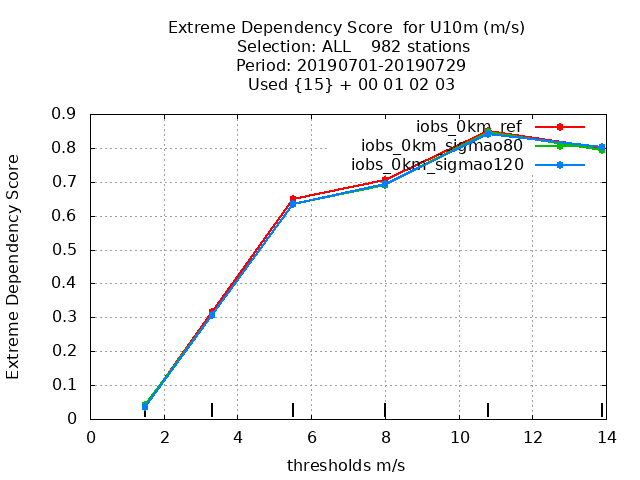 Extreme Dependency Score  for U10m (m/s)
Selection: ALL    982 stations
Period: 20190701-20190729
Used {15} + 00 01 02 03
Extreme Dependency Score
0.9
0.8
0.7
0.6
0.5
0.4
0.3
0.2
0.1
0
iobs_0km_ref
iobs_0km_sigmao80
iobs_0km_sigmao120
0 2 4 6 8 10 12 14
thresholds m/s